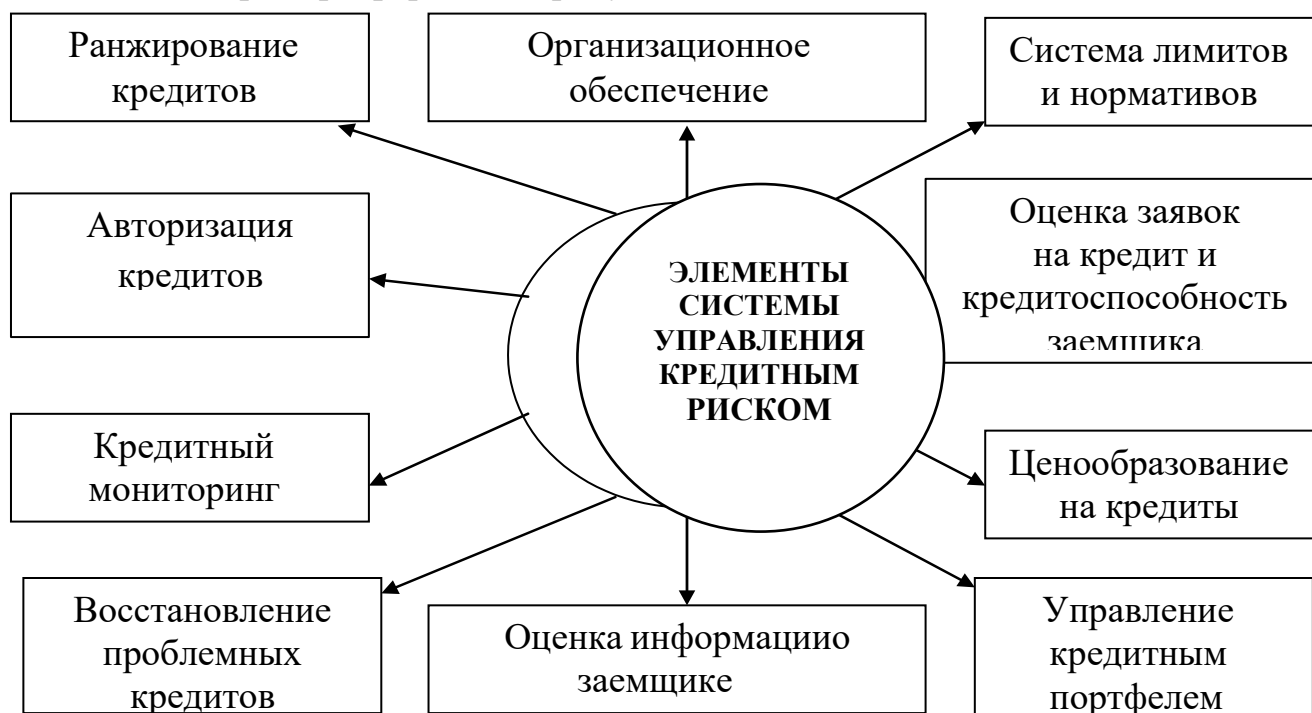 Ранжирование
кредитов
Организационное
обеспечение
Система лимитов
и нормативов
Авторизация
кредитов
Оценка заявок
на кредит и
кредитоспособность
заемщика
ЭЛЕМЕНТЫ
СИСТЕМЫ
УПРАВЛЕНИЯ
КРЕДИТНЫМ
РИСКОМ
Кредитный
мониторинг
Ценообразование
на кредиты
Восстановление
проблемных
кредитов
Оценка информациио
заемщике
Управление
кредитным
портфелем